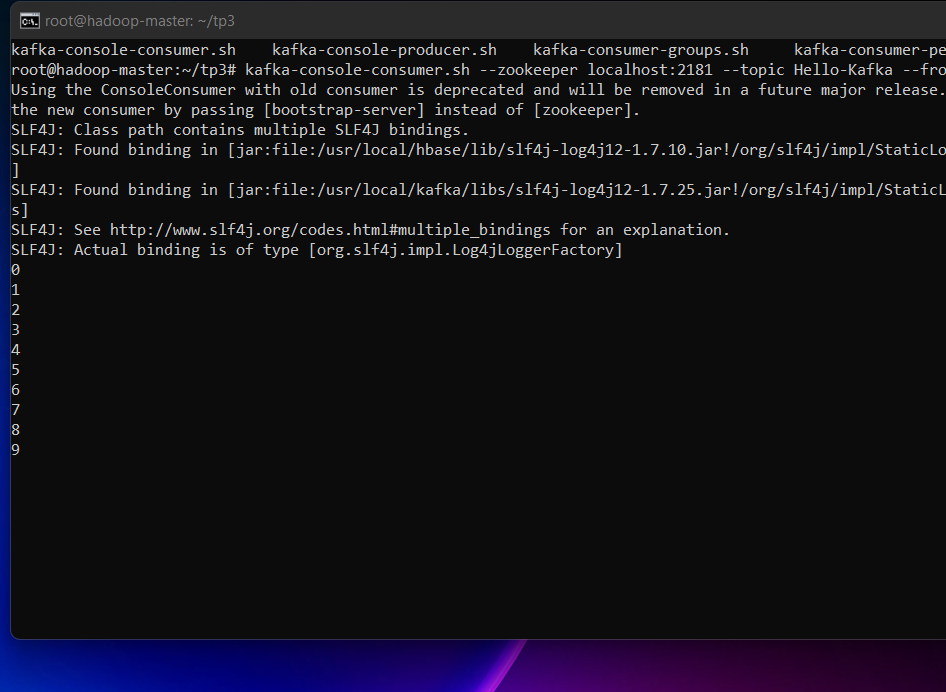 root@hadoop-master: ~/tp3
kafka-console-consumer.sh    kafka-console-producer.sh    kafka-consumer-groups.sh     kafka-consumer-pe
root@hadoop-master:~/tp3# kafka-console-consumer.sh --zookeeper localhost:2181 --topic Hello-Kafka --fro
Using the ConsoleConsumer with old consumer is deprecated and will be removed in a future major release.
the new consumer by passing [bootstrap-server] instead of [zookeeper].
SLF4J: Class path contains multiple SLF4J bindings.
SLF4J: Found binding in [jar:file:/usr/local/hbase/lib/slf4j-log4j12-1.7.10.jar!/org/slf4j/impl/StaticLo
]
SLF4J: Found binding in [jar:file:/usr/local/kafka/libs/slf4j-log4j12-1.7.25.jar!/org/slf4j/impl/StaticL
s]
SLF4J: See http://www.slf4j.org/codes.html#multiple_bindings for an explanation.
SLF4J: Actual binding is of type [org.slf4j.impl.Log4jLoggerFactory]
0
1
2
3
4
5
6
7
8
9